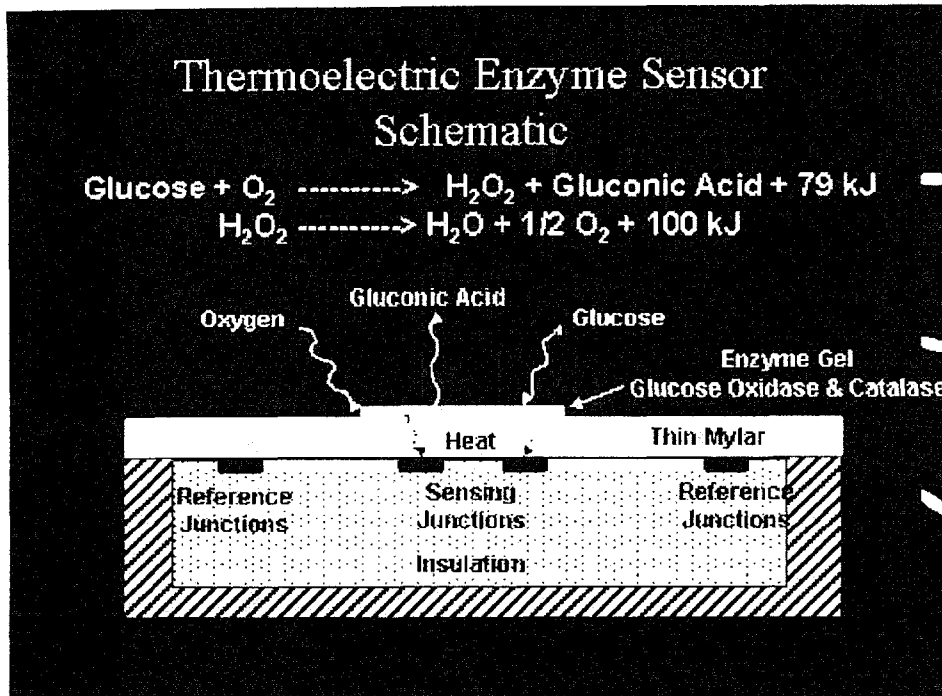 Thermoelectric Enzyme Sensor
Schematic
Glucose + O₂ ----------> H₂O₂ + Gluconic Acid + 79 kJ
H₂O₂ ----------> H₂O + 1/2 O₂ + 100 kJ
Gluconic Acid
Oxygen
Glucose
Enzyme Gel
Glucose Oxidase & Catalase
Heat
Thin Mylar
Reference
Junctions
Sensing
Junctions
Reference
Junctions
Insulation